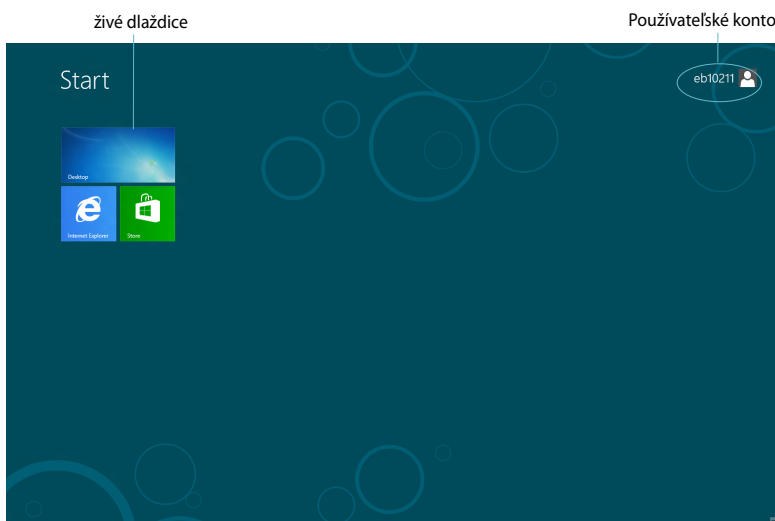 živé dlaždice
Používateľské konto
Start
eb10211
Desktop
Internet Explorer
Store